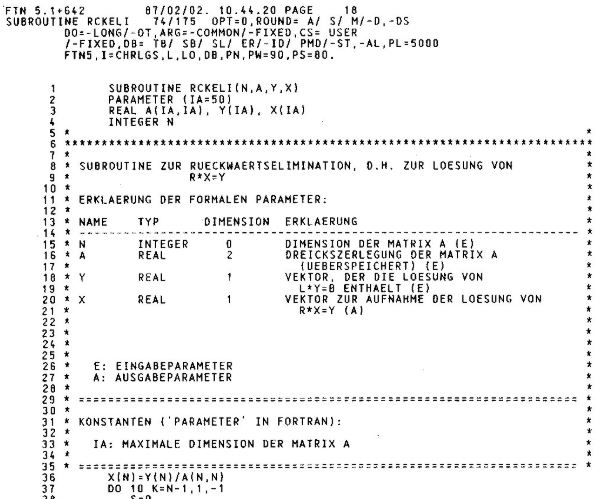 FTN 5.1+642          87/02/02. 10.44.20 PAGE     18
SUBROUTINE RCKELI    74/175  OPT=0,ROUND= A/ S/ M/-D,-DS
DO=-LONG/-OT,ARG=-COMMON/-FIXED,CS= USER
/-FIXED,DB= TB/ SB/ SL/ ER/-ID/ PMD/-ST,-AL,PL=5000
FTN5,I=CHRLGS,L,LO,DB,PN,PW=90,PS=80.
1        SUBROUTINE RCKELI(N,A,Y,X)
2        PARAMETER (IA=50)
3        REAL A(IA,IA), Y(IA), X(IA)
4        INTEGER N
5 *                                                                      *
6 ************************************************************************
7 *                                                                      *
8 * SUBROUTINE ZUR RUECKWAERTSELIMINATION, D.H. ZUR LOESUNG VON          *
9 *                R*X=Y                                                 *
10 *                                                                      *
11 * ERKLAERUNG DER FORMALEN PARAMETER:                                   *
12 *                                                                      *
13 * NAME    TYP      DIMENSION  ERKLAERUNG                               *
14 * -------------------------------------------------------------------- *
15 * N       INTEGER     0       DIMENSION DER MATRIX A (E)               *
16 * A       REAL        2       DREICKSZERLEGUNG DER MATRIX A            *
17 *                               (UEBERSPEICHERT) (E)                   *
18 * Y       REAL        1       VEKTOR, DER DIE LOESUNG VON              *
19 *                               L*Y=B ENTHAELT (E)                     *
20 * X       REAL        1       VEKTOR ZUR AUFNAHME DER LOESUNG VON      *
21 *                               R*X=Y (A)                              *
22 *                                                                      *
23 *                                                                      *
24 *                                                                      *
25 *                                                                      *
26 *   E: EINGABEPARAMETER                                                *
27 *   A: AUSGABEPARAMETER                                                *
28 *                                                                      *
29 * ==================================================================== *
30 *                                                                      *
31 * KONSTANTEN ('PARAMETER' IN FORTRAN):                                 *
32 *                                                                      *
33 *   IA: MAXIMALE DIMENSION DER MATRIX A                                *
34 *                                                                      *
35 * ==================================================================== *
36        X(N)=Y(N)/A(N,N)
37        DO 10 K=N-1,1,-1
38           S=0